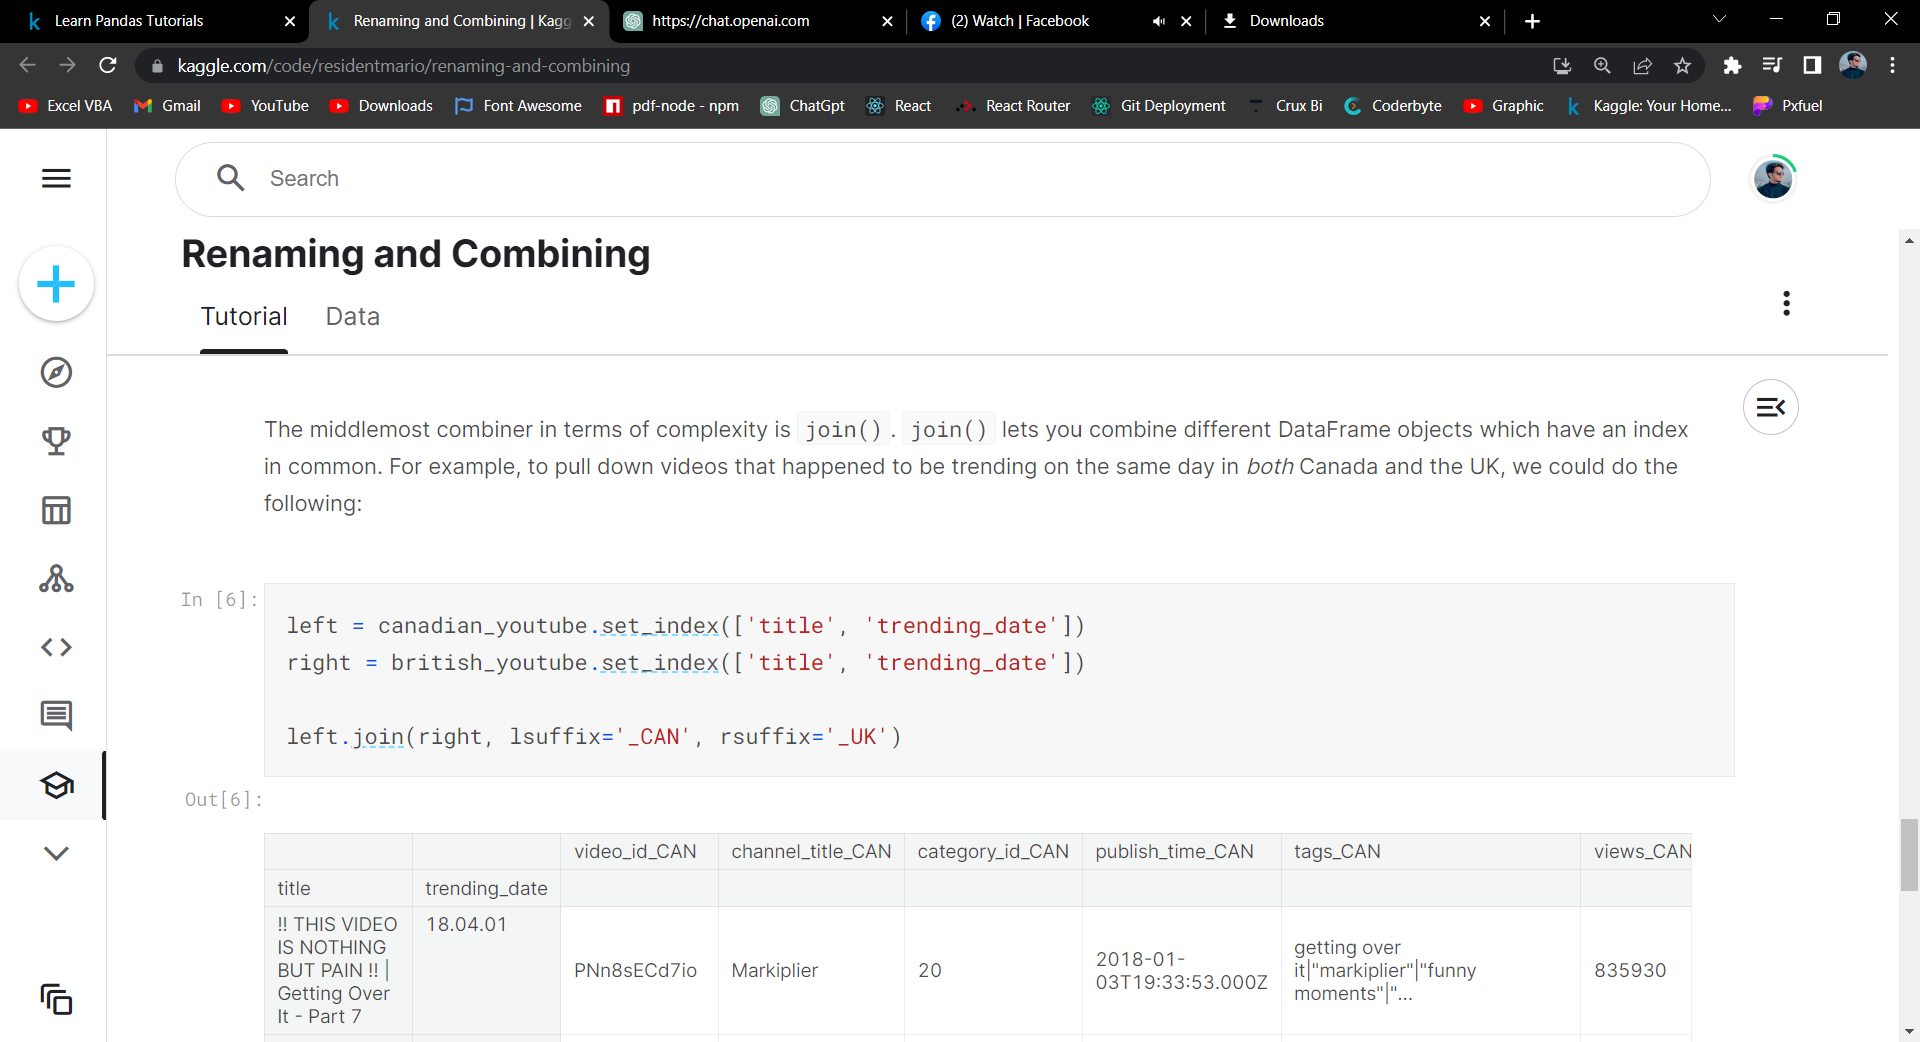 Learn Pandas Tutorials
Renaming and Combining | Kagg
https://chat.openai.com
(2) Watch | Facebook
Downloads
kaggle.com/code/residentmario/renaming-and-combining
Excel VBA
Gmail
YouTube
Downloads
Font Awesome
pdf-node - npm
ChatGpt
React
React Router
Git Deployment
Crux Bi
Coderbyte
Graphic
Kaggle: Your Home...
Pxfuel
Search
Renaming and Combining
Tutorial
Data
The middlemost combiner in terms of complexity is join() . join() lets you combine different DataFrame objects which have an index
in common. For example, to pull down videos that happened to be trending on the same day in both Canada and the UK, we could do the
following:
In [6]:
left = canadian_youtube.set_index(['title', 'trending_date'])
right = british_youtube.set_index(['title', 'trending_date'])
left.join(right, lsuffix='_CAN', rsuffix='_UK')
Out[6]:
video_id_CAN channel_title_CAN category_id_CAN publish_time_CAN tags_CAN views_CAN
title trending_date
!! THIS VIDEO
IS NOTHING
BUT PAIN !! |
Getting Over
It - Part 7
18.04.01
PNn8sECd7io
Markiplier
20
2018-01-
03T19:33:53.000Z
getting over
it|"markiplier"|"funny
moments"|"...
835930